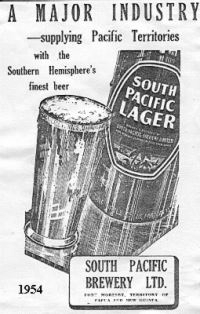 A MAJOR INDUSTRY
—supplying Pacific Territories
with the
Southern Hemisphere's
finest beer
SOUTH
PACIFIC
LAGER
SOUTH PACIFIC
BREWERY LTD.
PORT MORESBY, TERRITORY OF
PAPUA AND NEW GUINEA.
1954